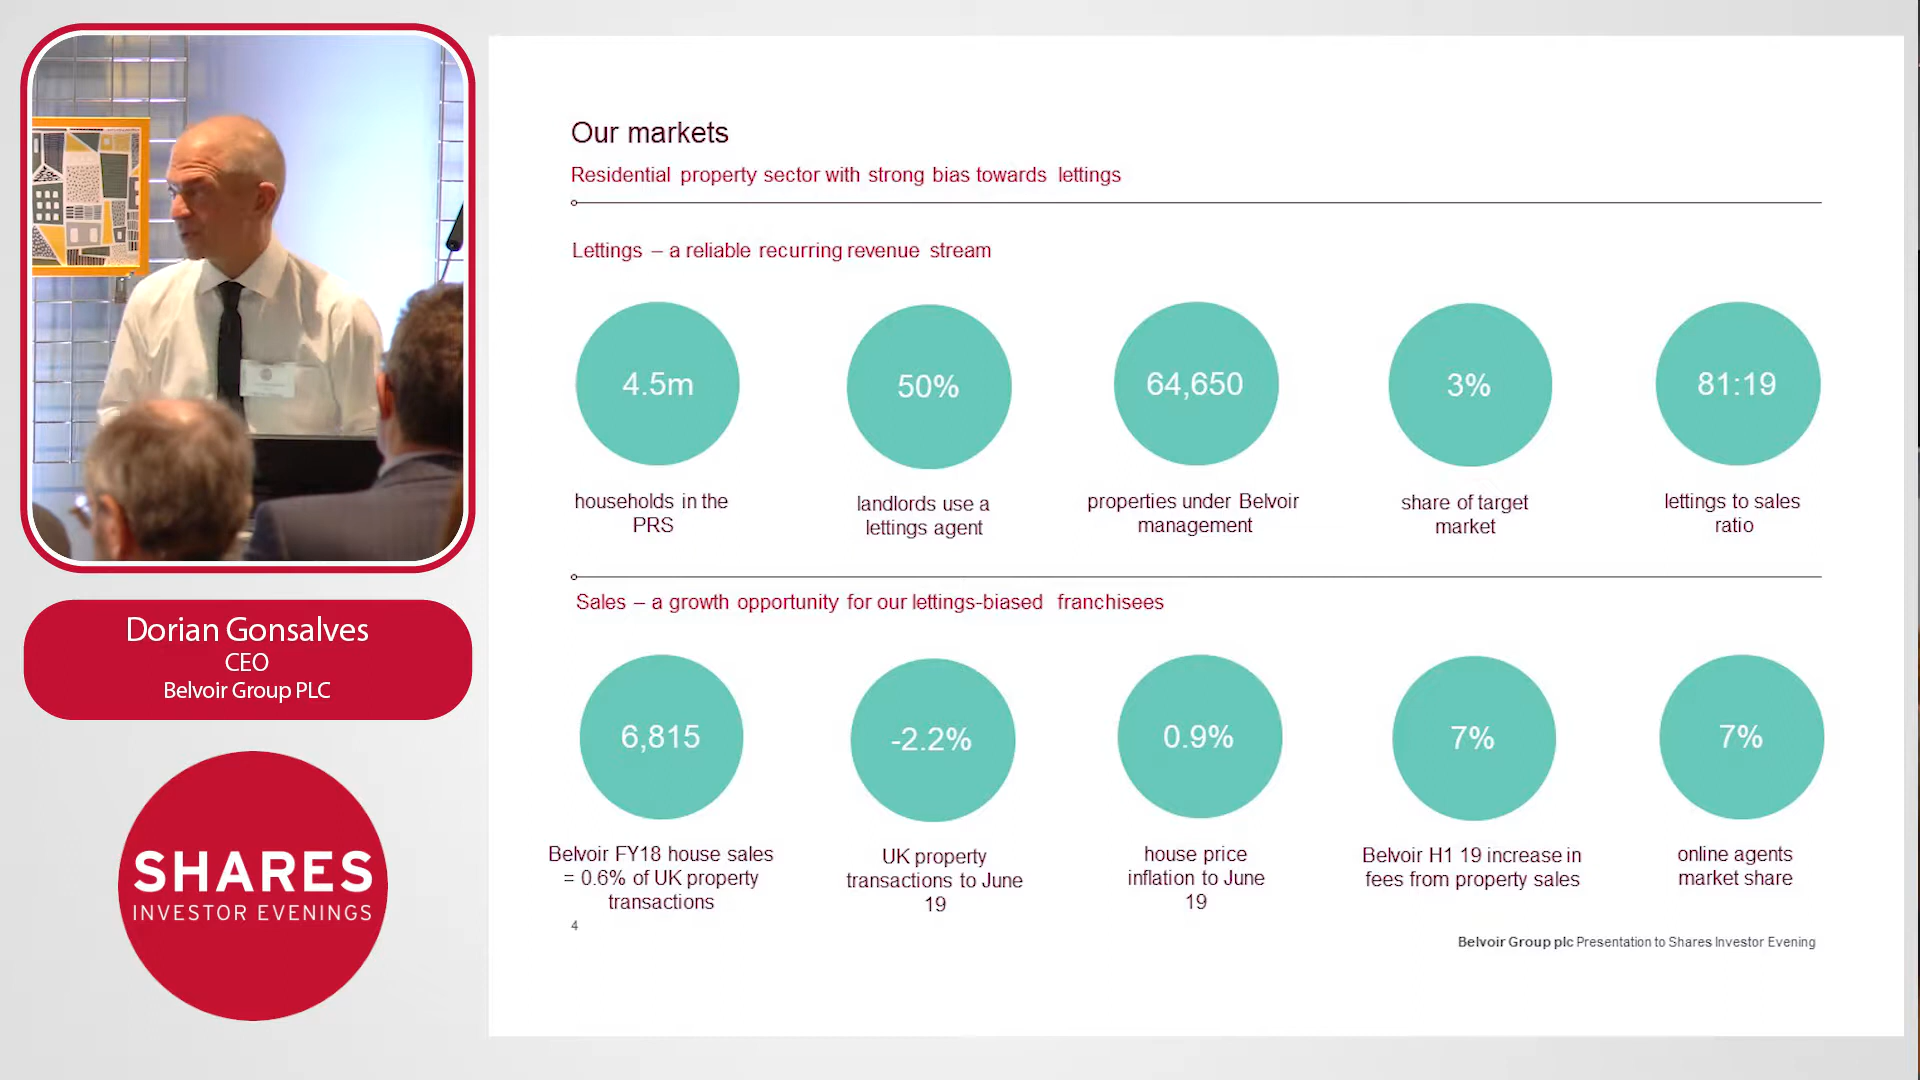 Our markets
Residential property sector with strong bias towards lettings
Lettings – a reliable recurring revenue stream
4.5m
50%
64,650
3%
81:19
households in the
PRS
landlords use a
lettings agent
properties under Belvoir
management
share of target
market
lettings to sales
ratio
Sales – a growth opportunity for our lettings-biased franchisees
6,815
-2.2%
0.9%
7%
7%
Belvoir FY18 house sales
= 0.6% of UK property
transactions
UK property
transactions to June
19
house price
inflation to June
19
Belvoir H1 19 increase in
fees from property sales
online agents
market share
4
Belvoir Group plc Presentation to Shares Investor Evening
Dorian Gonsalves
CEO
Belvoir Group PLC
SHARES
INVESTOR EVENINGS